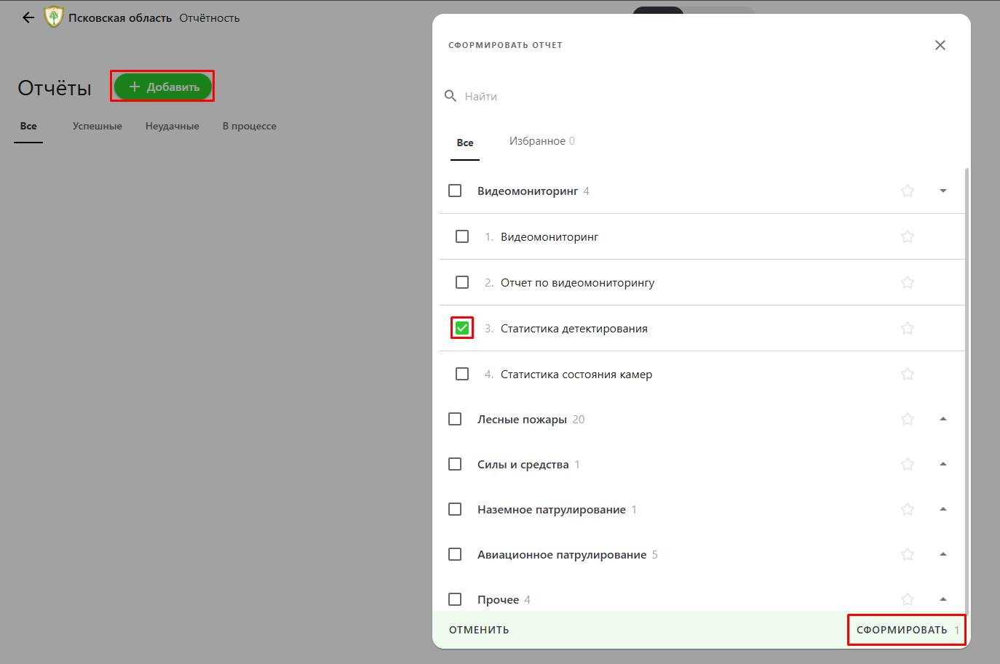 Псковская область Отчётность
Отчёты
Добавить
Все Успешные Неудачные В процессе
СФОРМИРОВАТЬ ОТЧЕТ
Найти
Все Избранное 0
Видеомониторинг 4
1. Видеомониторинг
2. Отчет по видеомониторингу
3. Статистика детектирования
4. Статистика состояния камер
Лесные пожары 20
Силы и средства 1
Наземное патрулирование 1
Авиационное патрулирование 5
Прочее 4
ОТМЕНИТЬ СФОРМИРОВАТЬ 1